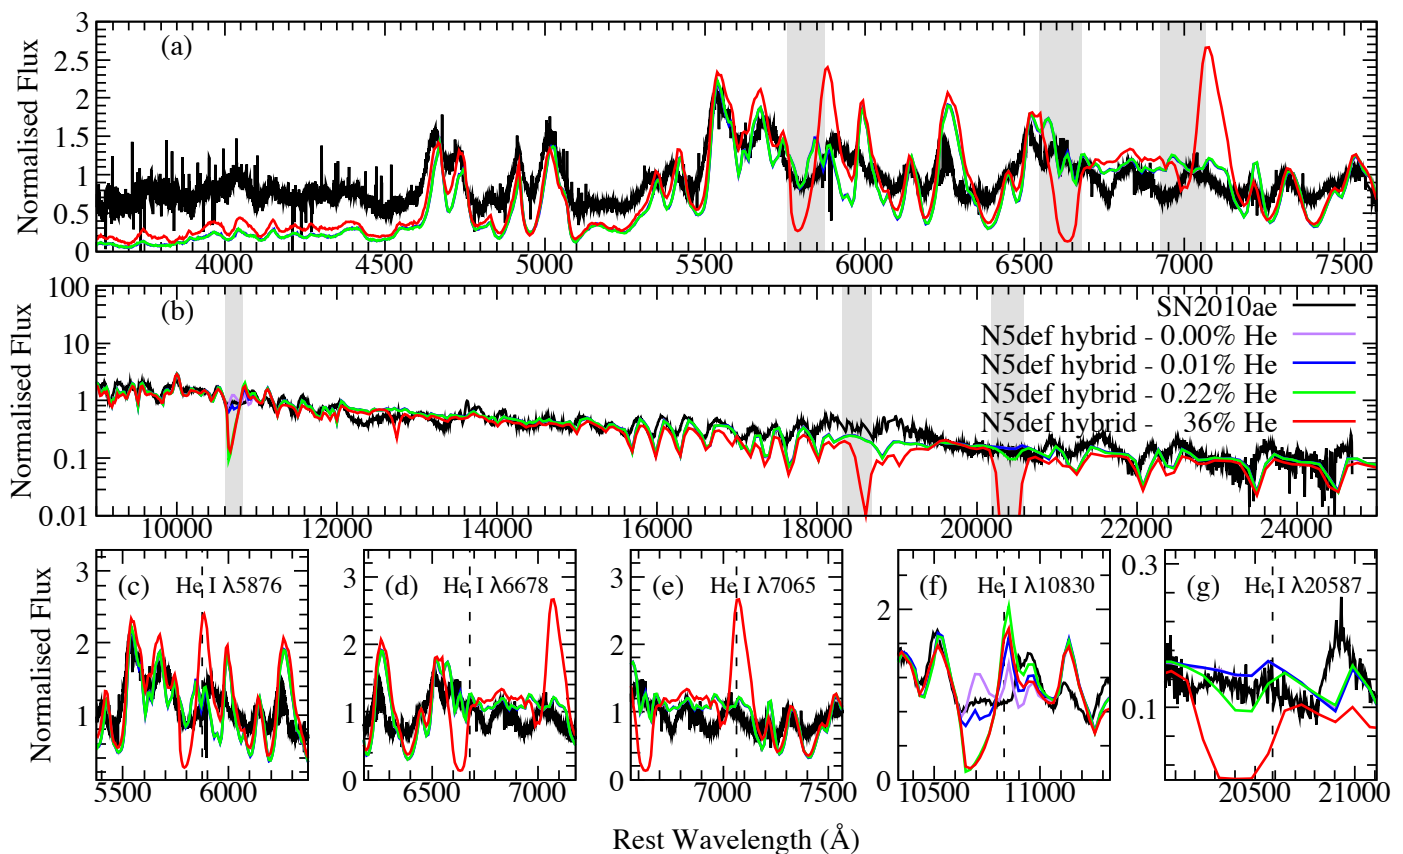 3
2.5
2
1.5
1
0.5
0
Normalised Flux
(a)
4000 4500 5000 5500 6000 6500 7000 7500
100
10
1
0.1
0.01
Normalised Flux
(b)
SN2010ae
N5def hybrid - 0.00% He
N5def hybrid - 0.01% He
N5def hybrid - 0.22% He
N5def hybrid - 36% He
10000 12000 14000 16000 18000 20000 22000 24000
Normalised Flux
3
2
1
0
(c) He I λ5876
5500 6000
3
2
1
0
(d) He I λ6678
6500 7000
3
2
1
0
(e) He I λ7065
7000 7500
2
0
(f) He I λ10830
10500 11000
0.3
0.1
(g) He I λ20587
20500 21000
Rest Wavelength (Å)